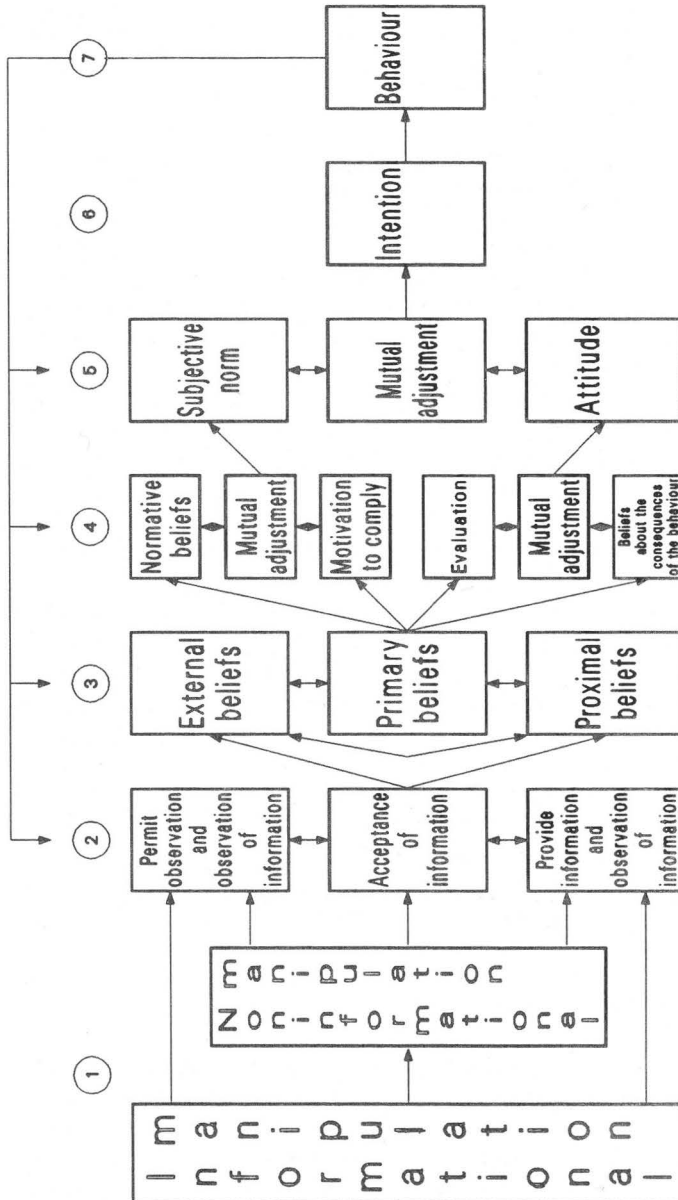 1
2
3
4
5
6
7
Informational
manipulation
Noninformational
manipulation
Permit
observation
and
observation
of
information
Acceptance
of
information
Provide
information
and
observation
of
information
External
beliefs
Primary
beliefs
Proximal
beliefs
Normative
beliefs
Mutual
adjustment
Motivation
to comply
Evaluation
Mutual
adjustment
Beliefs
about the
consequences
of the behaviour
Subjective
norm
Mutual
adjustment
Attitude
Intention
Behaviour